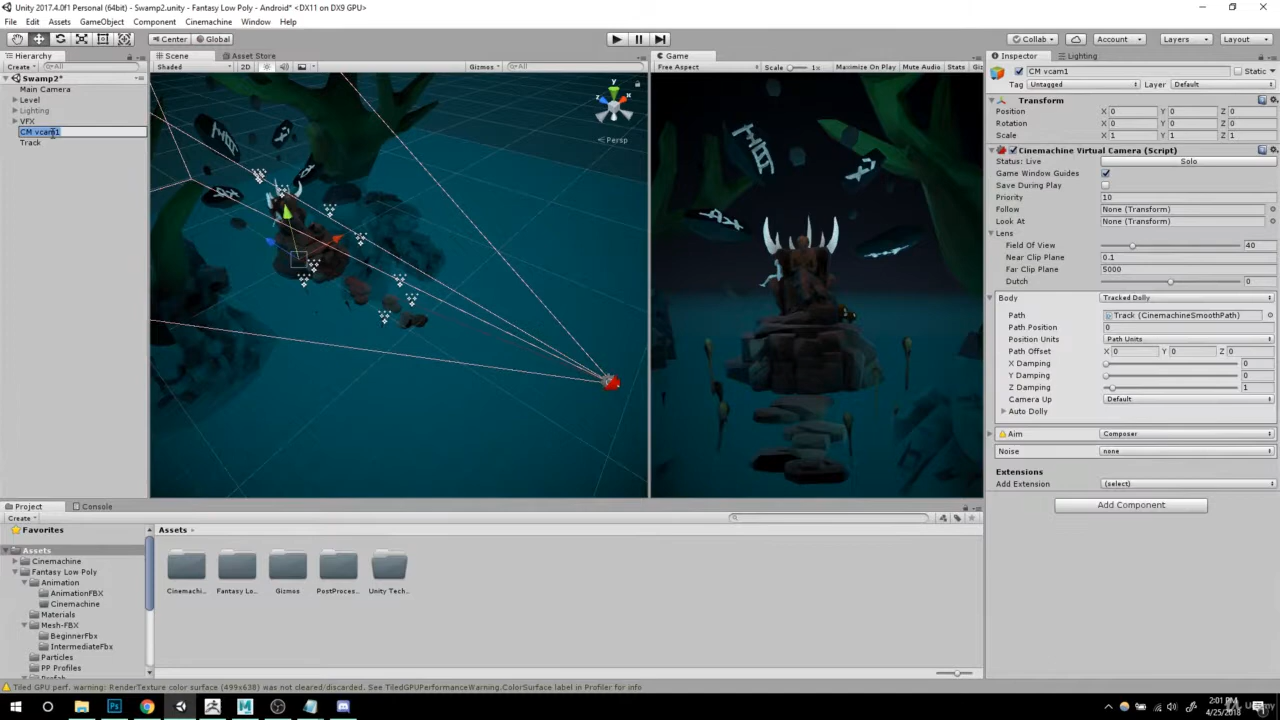 Unity 2017.4.0f1 Personal (64bit) - Swamp2.unity - Fantasy Low Poly - Android* <DX11 on DX9 GPU>
File Edit Assets GameObject Component Cinemachine Window Help
Center Global Collab Account Layers Layout
Hierarchy
Create All
Swamp2*
Main Camera
Level
Lighting
VFX
CM vcam1
Track
Scene Asset Store
Shaded 2D Gizmos All
y
x
z
Persp
Game
Free Aspect Scale 1x Maximize On Play Mute Audio Stats Giz
Inspector Lighting
CM vcam1 Static
Tag Untagged Layer Default
Transform
Position X 0 Y 0 Z 0
Rotation X 0 Y 0 Z 0
Scale X 1 Y 1 Z 1
Cinemachine Virtual Camera (Script)
Status: Live Solo
Game Window Guides
Save During Play
Priority 10
Follow None (Transform)
Look At None (Transform)
Lens
Field Of View 40
Near Clip Plane 0.1
Far Clip Plane 5000
Dutch 0
Body Tracked Dolly
Path Track (CinemachineSmoothPath)
Path Position 0
Position Units Path Units
Path Offset X 0 Y 0 Z 0
X Damping 0
Y Damping 0
Z Damping 1
Camera Up Default
Auto Dolly
Aim Composer
Noise none
Extensions
Add Extension (select)
Add Component
Project Console
Create
Favorites
Assets
Cinemachine
Fantasy Low Poly
Animation
AnimationFBX
Cinemachine
Materials
Mesh-FBX
BeginnerFbx
IntermediateFbx
Particles
PP Profiles
Assets
Cinemachi... Fantasy Lo... Gizmos PostProces... Unity Tech...
Tiled GPU perf. warning: RenderTexture color surface (499x638) was not cleared/discarded. See TiledGPUPerformanceWarning.ColorSurface label in Profiler for info
2:01 PM
4/25/2018